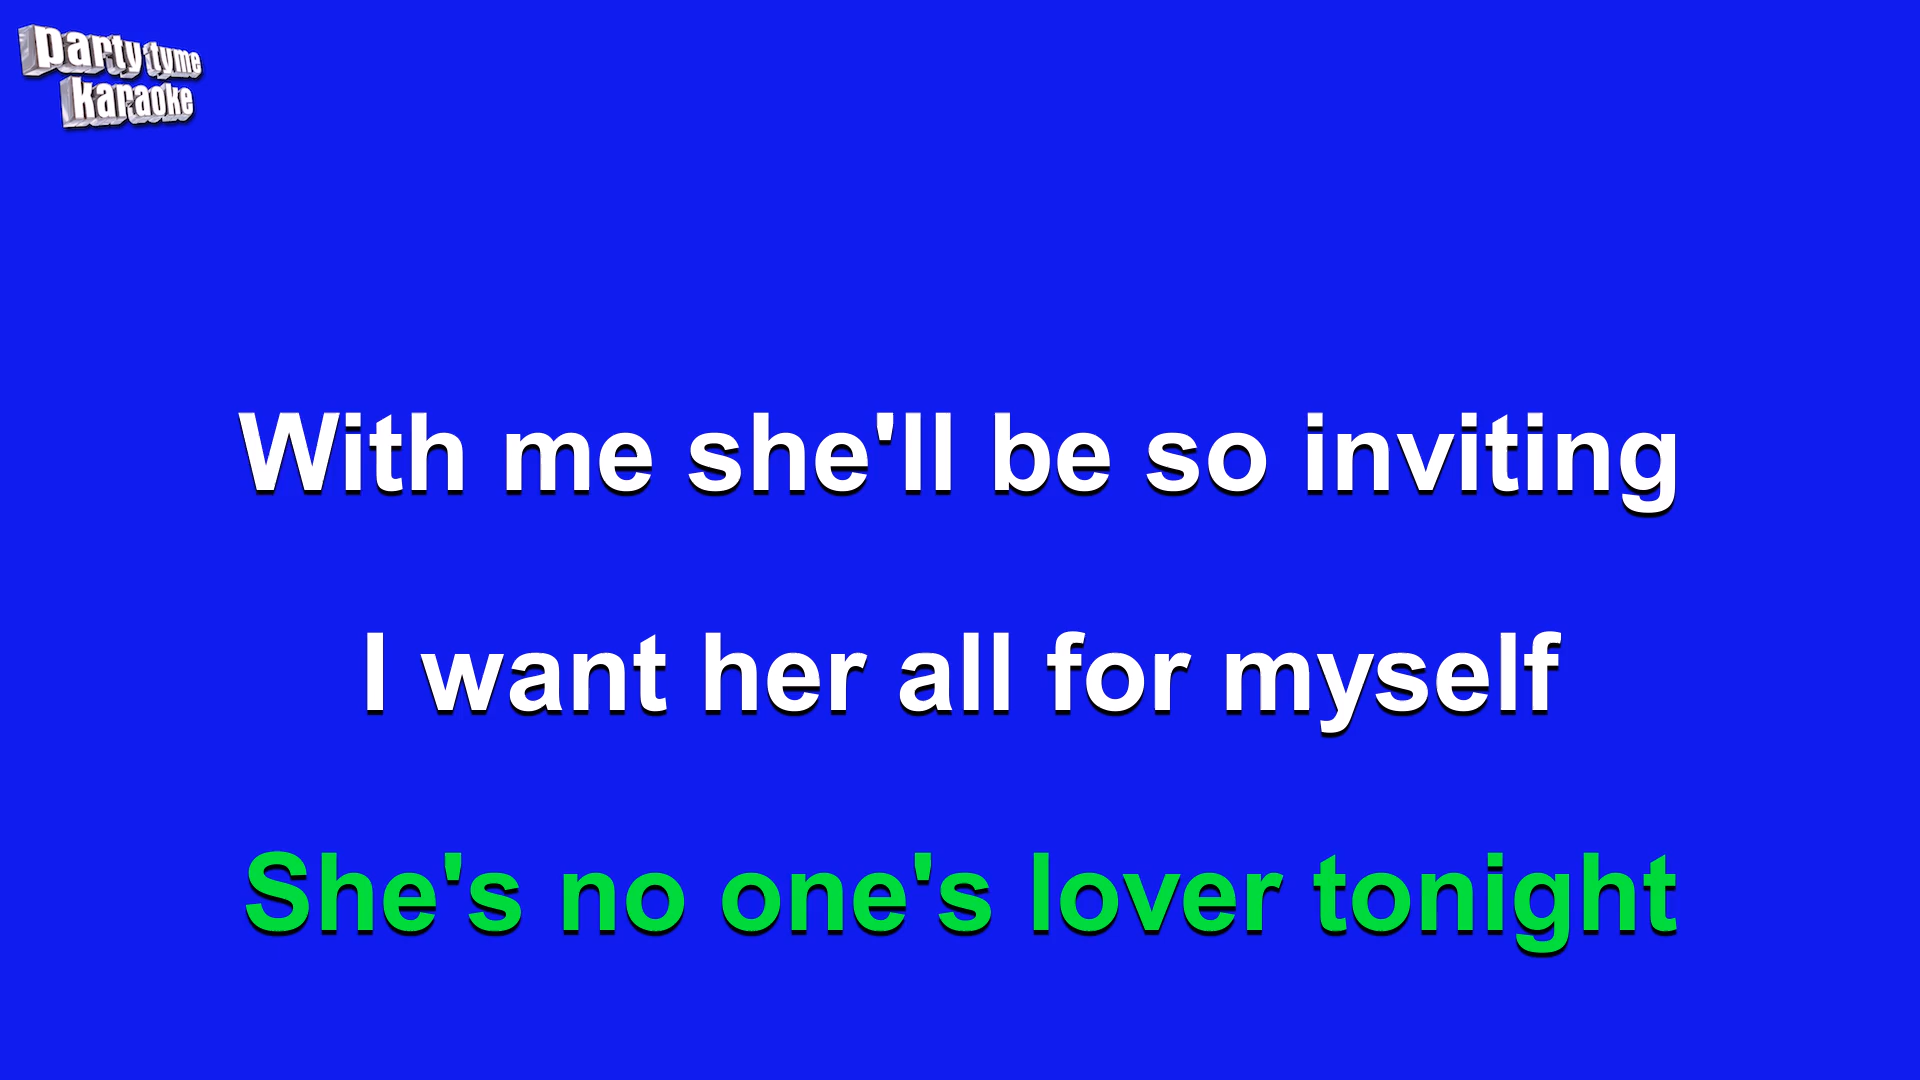 party tyme
karaoke
With me she'll be so inviting
I want her all for myself
She's no one's lover tonight